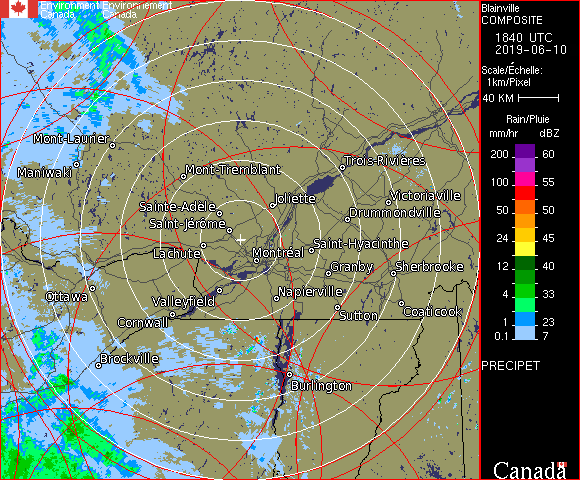 Environment Environnement
Canada Canada
Blainville
COMPOSITE
1840 UTC
2019-06-10
Scale/Échelle:
1km/Pixel
40 KM
Rain/Pluie
mm/hr dBZ
200 60
100 55
50 50
24 45
12 40
4 33
1 23
0.1 7
PRECIPET
Canada
Mont-Laurier
Maniwaki
Mont-Tremblant
Trois-Rivières
Sainte-Adèle
Joliette
Victoriaville
Saint-Jérôme
Drummondville
Lachute
Montréal
Saint-Hyacinthe
Granby
Sherbrooke
Ottawa
Valleyfield
Napierville
Cornwall
Sutton
Coaticook
Brockville
Burlington